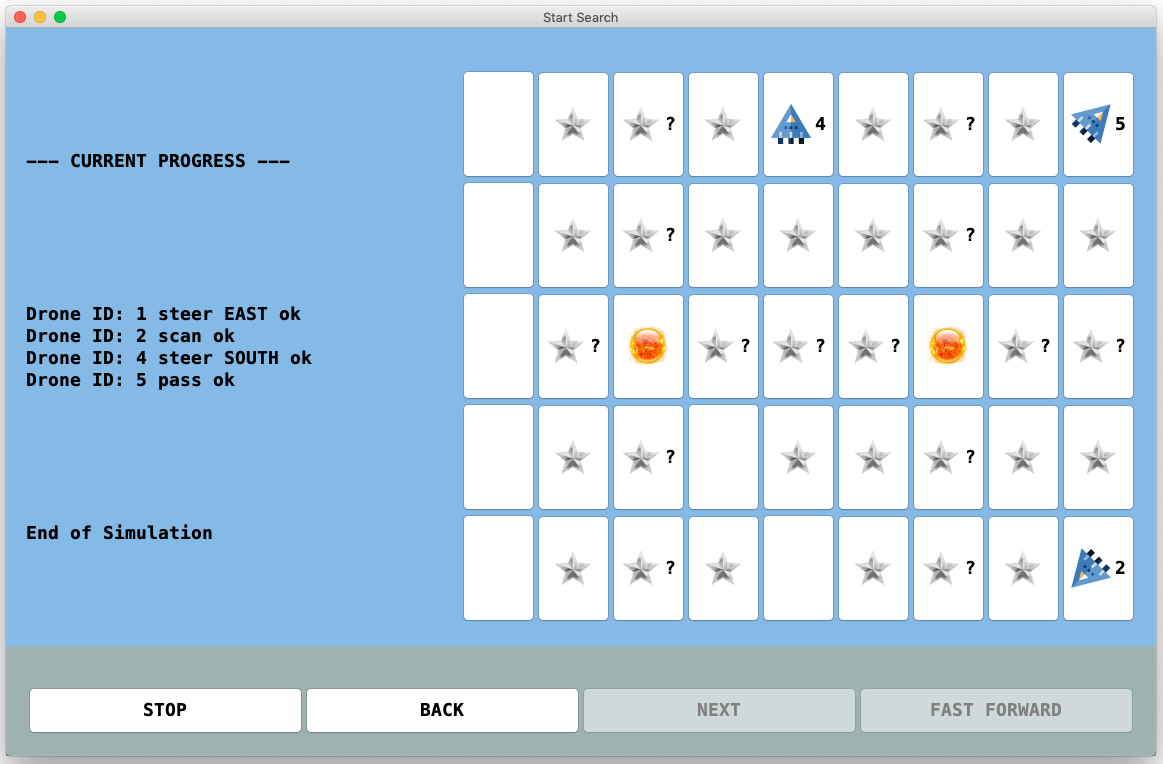 Start Search
--- CURRENT PROGRESS ---
Drone ID: 1 steer EAST ok
Drone ID: 2 scan ok
Drone ID: 4 steer SOUTH ok
Drone ID: 5 pass ok
End of Simulation
? 4 ? 5
? ?
? ? ? ? ? ?
? ?
? ? 2
STOP BACK NEXT FAST FORWARD